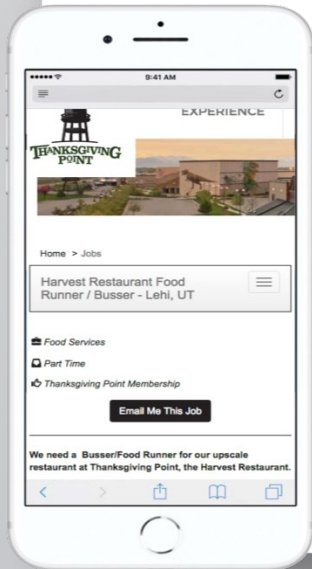 9:41 AM
EXPERIENCE
THANKSGIVING
POINT
Home > Jobs
Harvest Restaurant Food
Runner / Busser - Lehi, UT
Food Services
Part Time
Thanksgiving Point Membership
Email Me This Job
We need a Busser/Food Runner for our upscale
restaurant at Thanksgiving Point, the Harvest Restaurant.